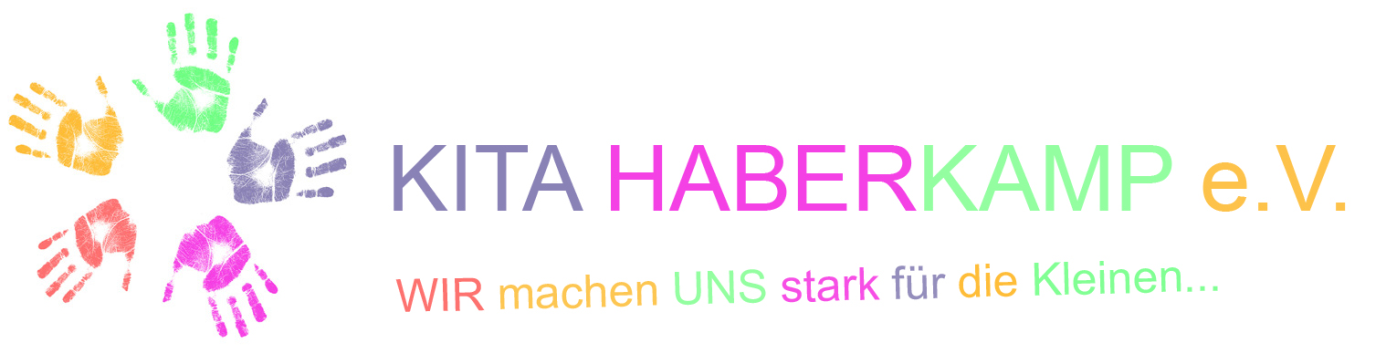 KITA HABERKAMP e.V.
WIR machen UNS stark für die Kleinen...